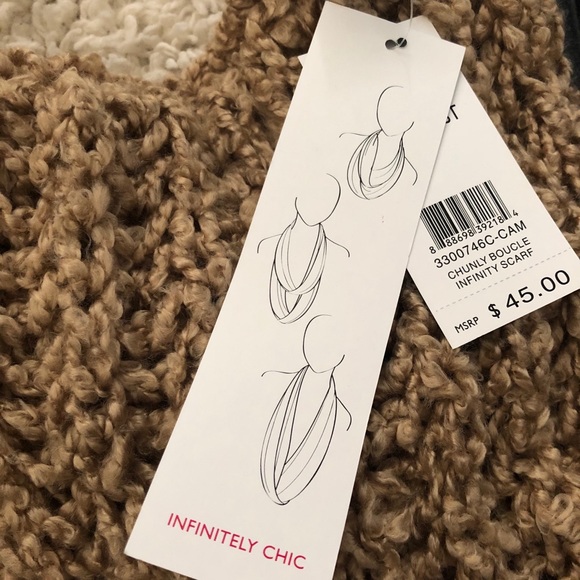 INFINITELY CHIC
8 88698 39218 4
3300746C-CAM
CHUNLY BOUCLE
INFINITY SCARF
MSRP $ 45.00